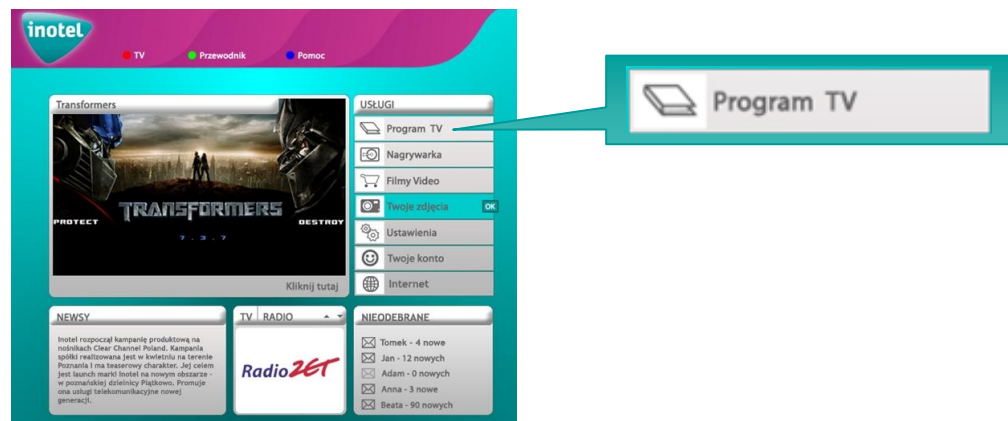 inotel
TV Przewodnik Pomoc
Transformers
PROTECT
TRANSFORMERS
DESTROY
7.3.7
Kliknij tutaj
USŁUGI
Program TV
Nagrywarka
Filmy Video
Twoje zdjęcia OK
Ustawienia
Twoje konto
Internet
Program TV
NEWSY
Inotel rozpoczął kampanię produktową na
nośnikach Clear Channel Poland. Kampania
spółki realizowana jest w kwietniu na terenie
Poznania i ma teaserowy charakter. Jej celem
jest launch marki Inotel na nowym obszarze -
w poznańskiej dzielnicy Piątkowo. Promuje
ona usługi telekomunikacyjne nowej
generacji.
TV RADIO
Radio ZET
NIEODEBRANE
Tomek - 4 nowe
Jan - 12 nowych
Adam - 0 nowych
Anna - 3 nowe
Beata - 90 nowych